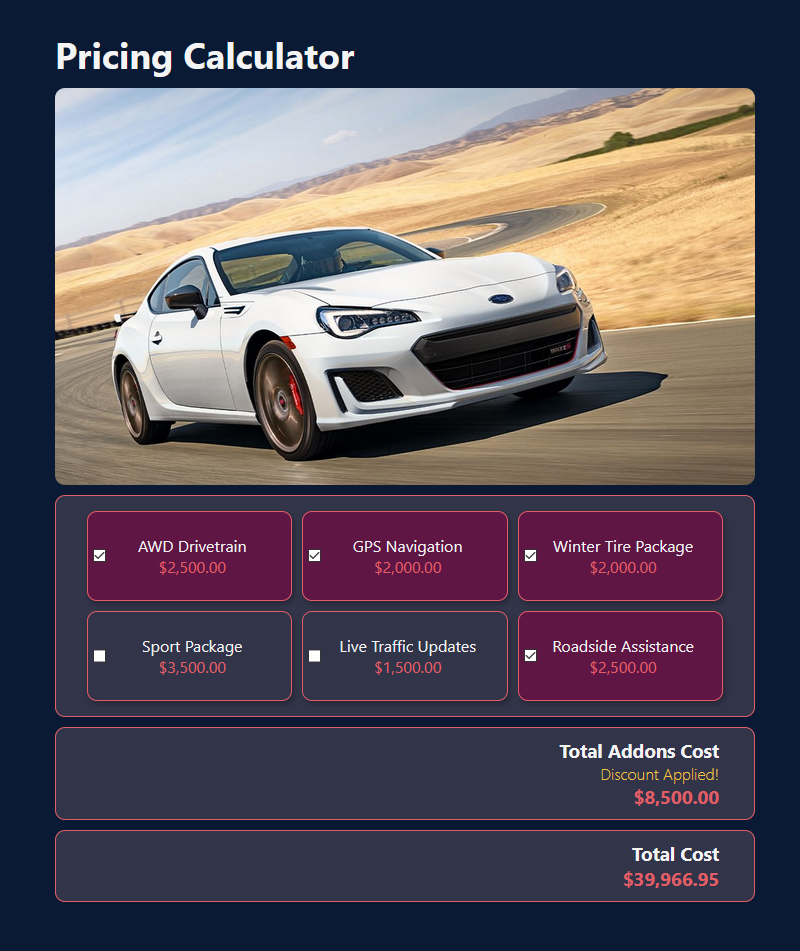 Pricing Calculator
AWD Drivetrain
$2,500.00
GPS Navigation
$2,000.00
Winter Tire Package
$2,000.00
Sport Package
$3,500.00
Live Traffic Updates
$1,500.00
Roadside Assistance
$2,500.00
Total Addons Cost
Discount Applied!
$8,500.00
Total Cost
$39,966.95